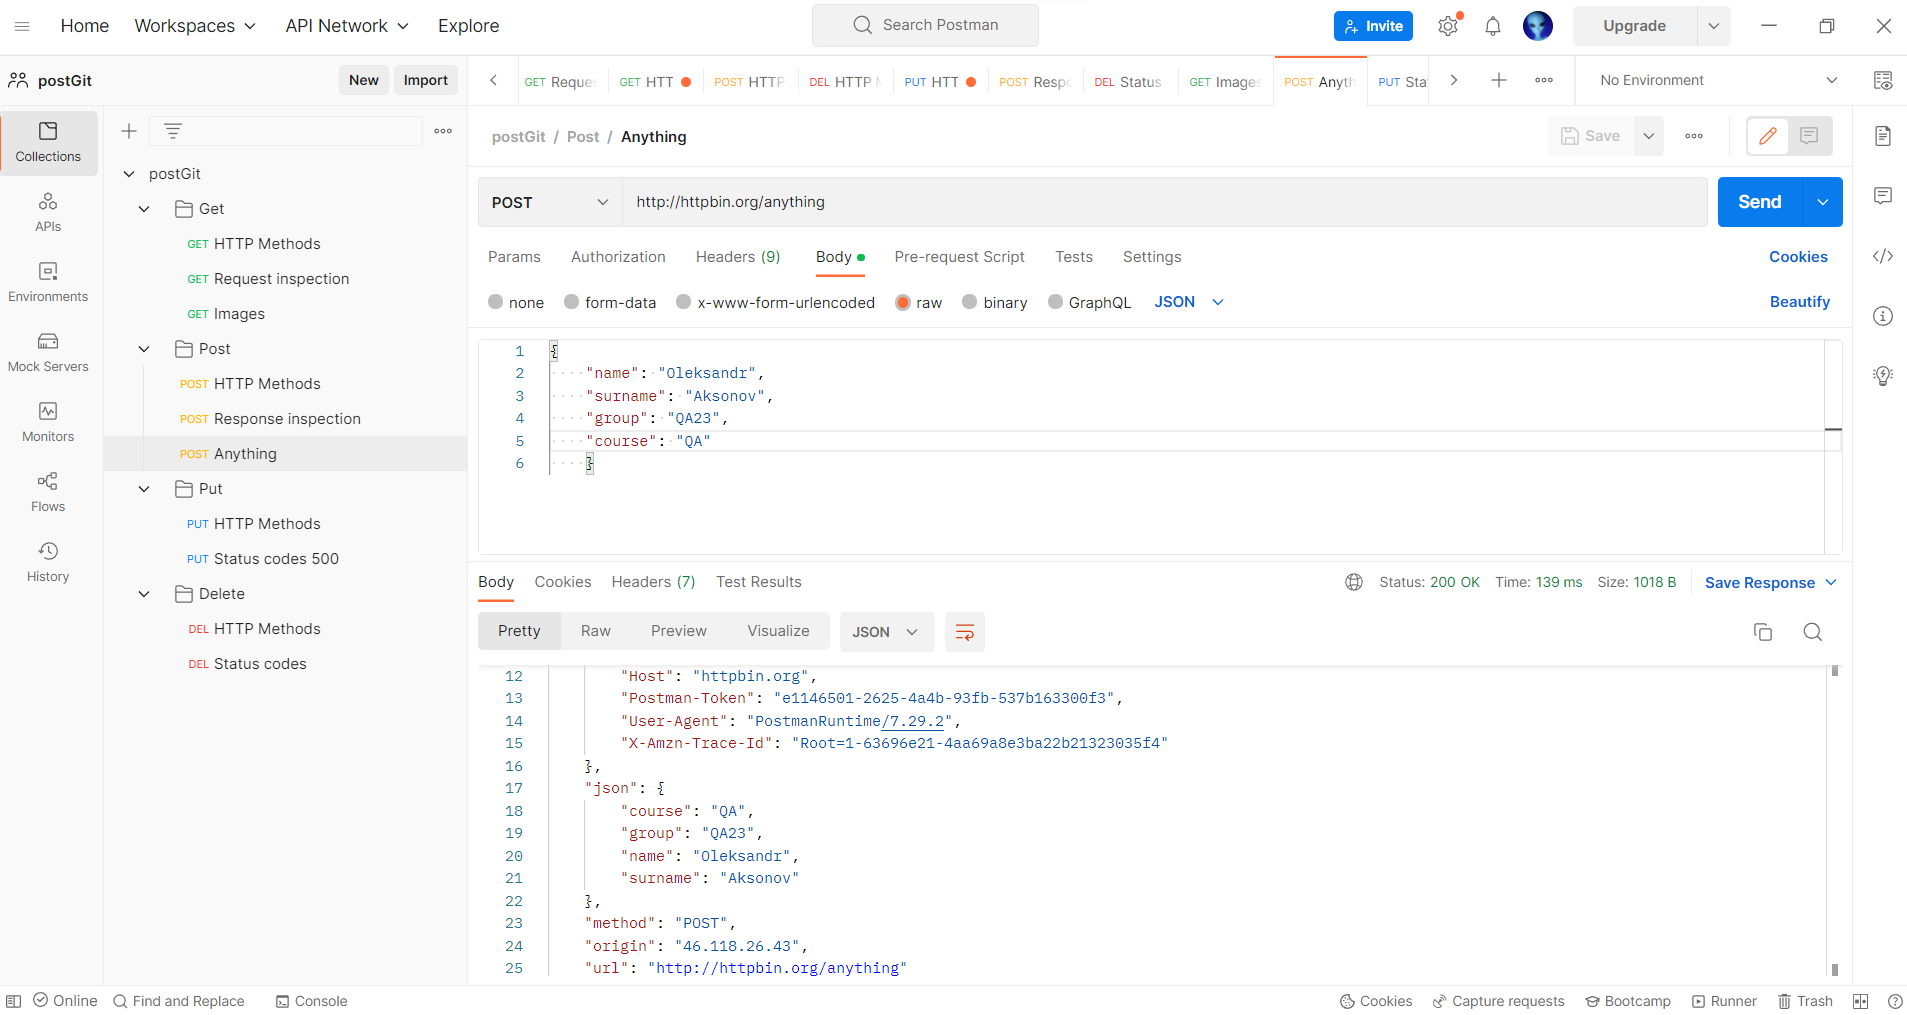 Home Workspaces API Network Explore Search Postman Invite Upgrade
postGit New Import GET Reques GET HTT POST HTTP DEL HTTP M PUT HTT POST Respo DEL Status GET Images POST Anyth PUT Sta No Environment
Collections
APIs
Environments
Mock Servers
Monitors
Flows
History
postGit
Get
GET HTTP Methods
GET Request inspection
GET Images
Post
POST HTTP Methods
POST Response inspection
POST Anything
Put
PUT HTTP Methods
PUT Status codes 500
Delete
DEL HTTP Methods
DEL Status codes
postGit / Post / Anything Save
POST http://httpbin.org/anything Send
Params Authorization Headers (9) Body Pre-request Script Tests Settings Cookies
none form-data x-www-form-urlencoded raw binary GraphQL JSON Beautify
1 {
2 "name": "Oleksandr",
3 "surname": "Aksonov",
4 "group": "QA23",
5 "course": "QA"
6 }
Body Cookies Headers (7) Test Results Status: 200 OK Time: 139 ms Size: 1018 B Save Response
Pretty Raw Preview Visualize JSON
12 "Host": "httpbin.org",
13 "Postman-Token": "e1146501-2625-4a4b-93fb-537b163300f3",
14 "User-Agent": "PostmanRuntime/7.29.2",
15 "X-Amzn-Trace-Id": "Root=1-63696e21-4aa69a8e3ba22b21323035f4"
16 },
17 "json": {
18 "course": "QA",
19 "group": "QA23",
20 "name": "Oleksandr",
21 "surname": "Aksonov"
22 },
23 "method": "POST",
24 "origin": "46.118.26.43",
25 "url": "http://httpbin.org/anything"
Online Find and Replace Console Cookies Capture requests Bootcamp Runner Trash